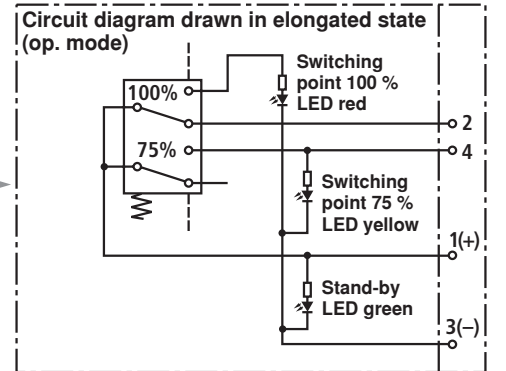 Circuit diagram drawn in elongated state
(op. mode)
Switching
point 100 %
LED red
100%
2
75%
4
Switching
point 75 %
LED yellow
1(+)
Stand-by
LED green
3(–)